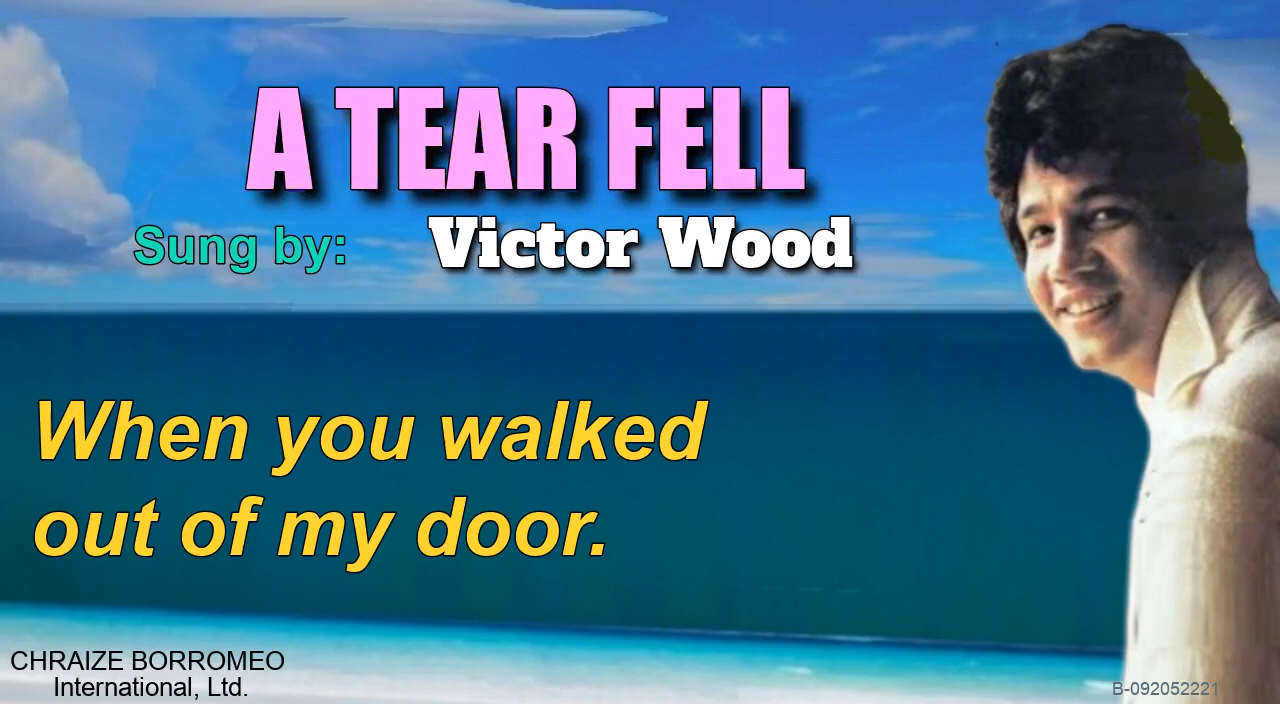 A TEAR FELL
Sung by: Victor Wood
When you walked
out of my door.
CHRAIZE BORROMEO
International, Ltd.
B-092052221